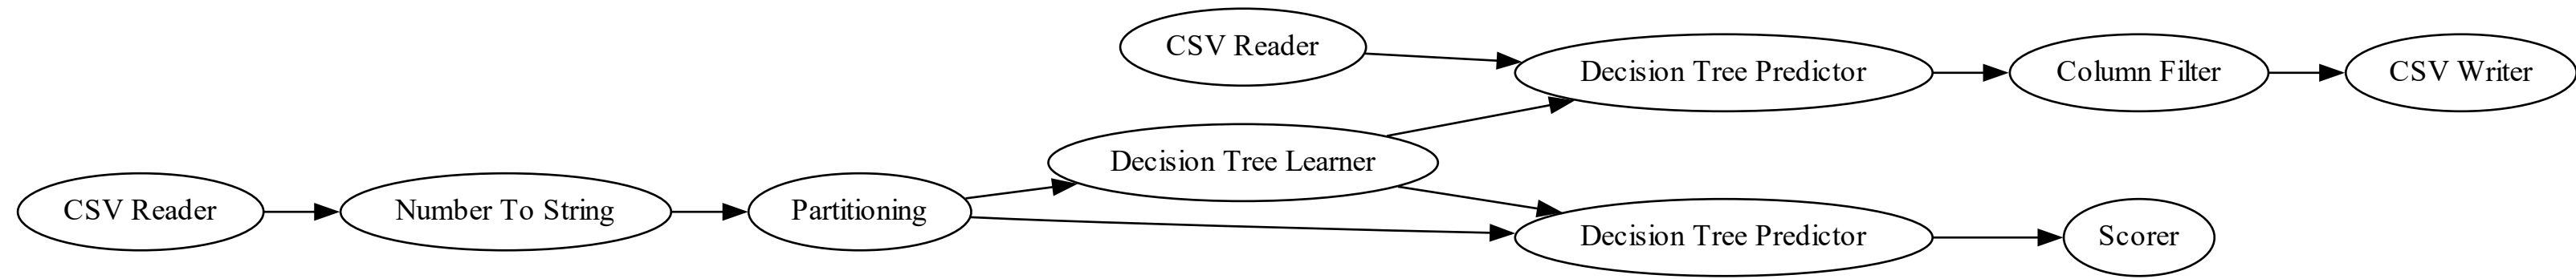 CSV Reader
Decision Tree Predictor
Column Filter
CSV Writer
Decision Tree Learner
CSV Reader
Number To String
Partitioning
Decision Tree Predictor
Scorer